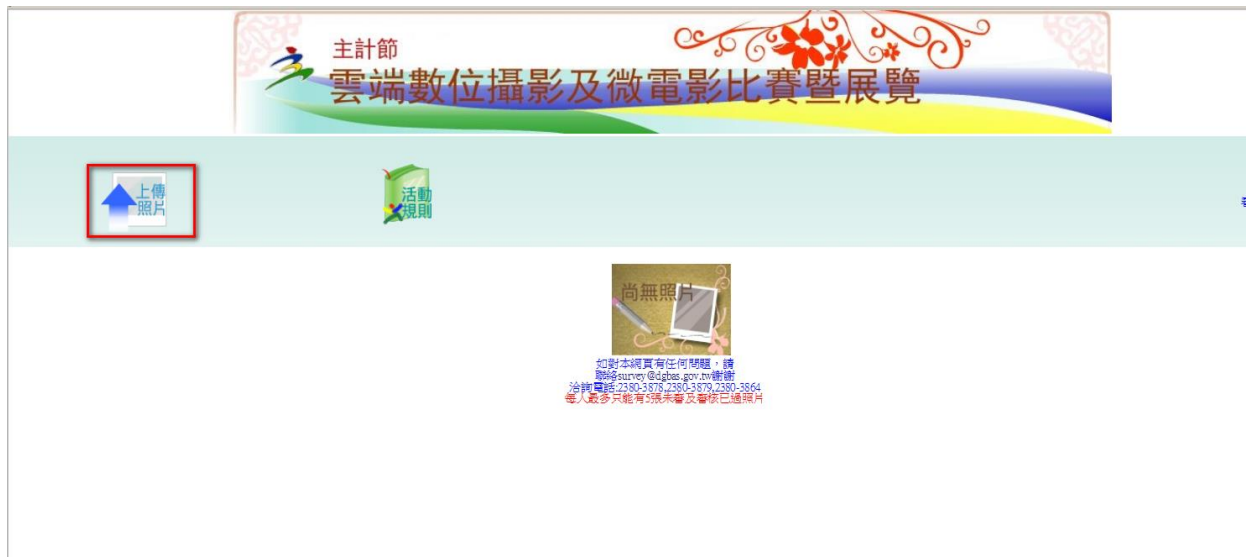 主計節
雲端數位攝影及微電影比賽暨展覽
上傳
照片
活動
規則
尚無照片
如對本網頁有任何問題，請
聯絡survey@dgbas.gov.tw謝謝
洽詢電話:2380-3878,2380-3879,2380-3864
每人最多只能有5張未審及審核已過照片